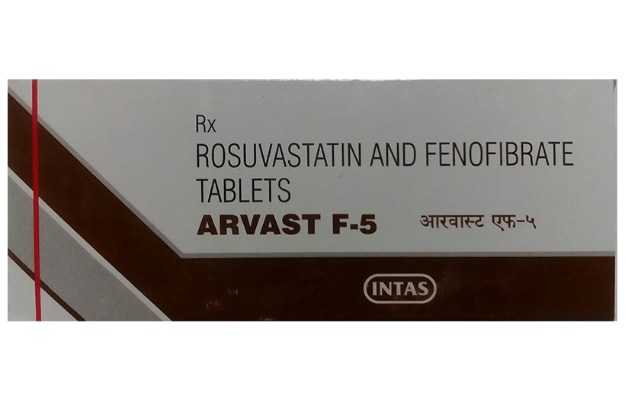 Rx
ROSUVASTATIN AND FENOFIBRATE
TABLETS
ARVAST F-5 आरवास्ट एफ-५
INTAS